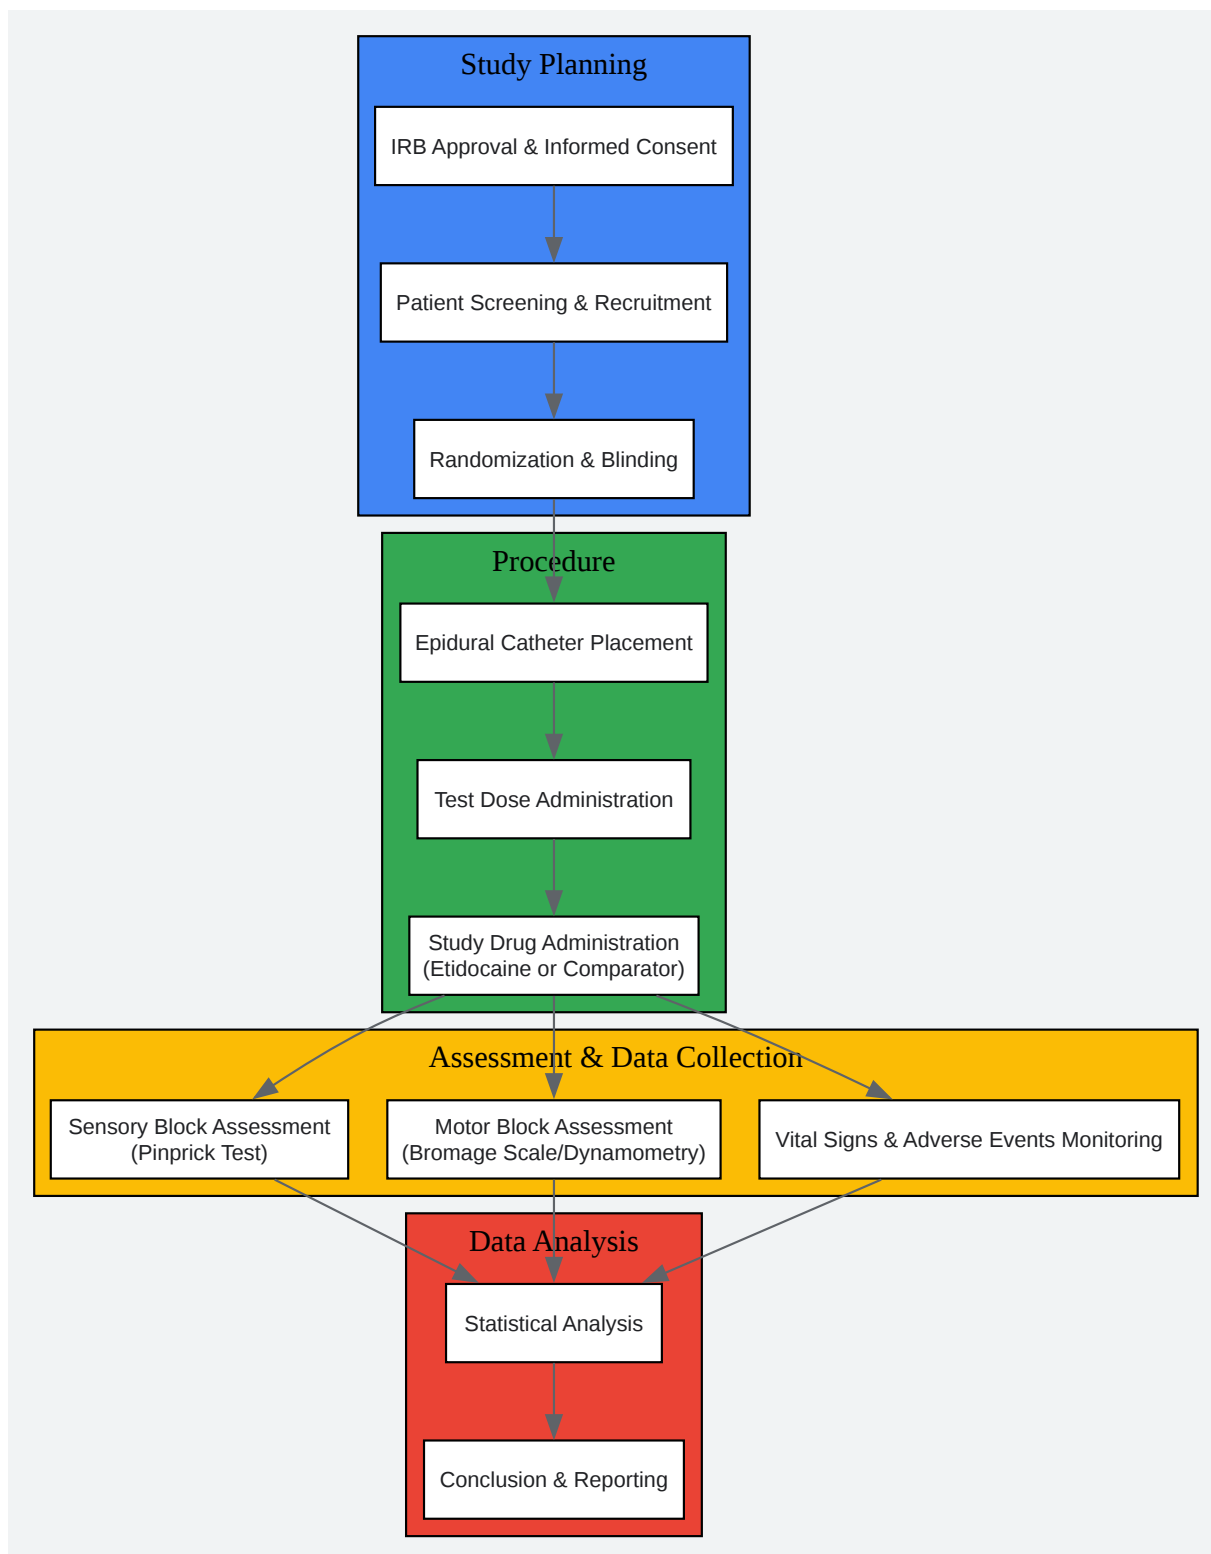 Study Planning
IRB Approval & Informed Consent
Patient Screening & Recruitment
Randomization & Blinding
Procedure
Epidural Catheter Placement
Test Dose Administration
Study Drug Administration
(Etidocaine or Comparator)
Assessment & Data Collection
Sensory Block Assessment
(Pinprick Test)
Motor Block Assessment
(Bromage Scale/Dynamometry)
Vital Signs & Adverse Events Monitoring
Data Analysis
Statistical Analysis
Conclusion & Reporting